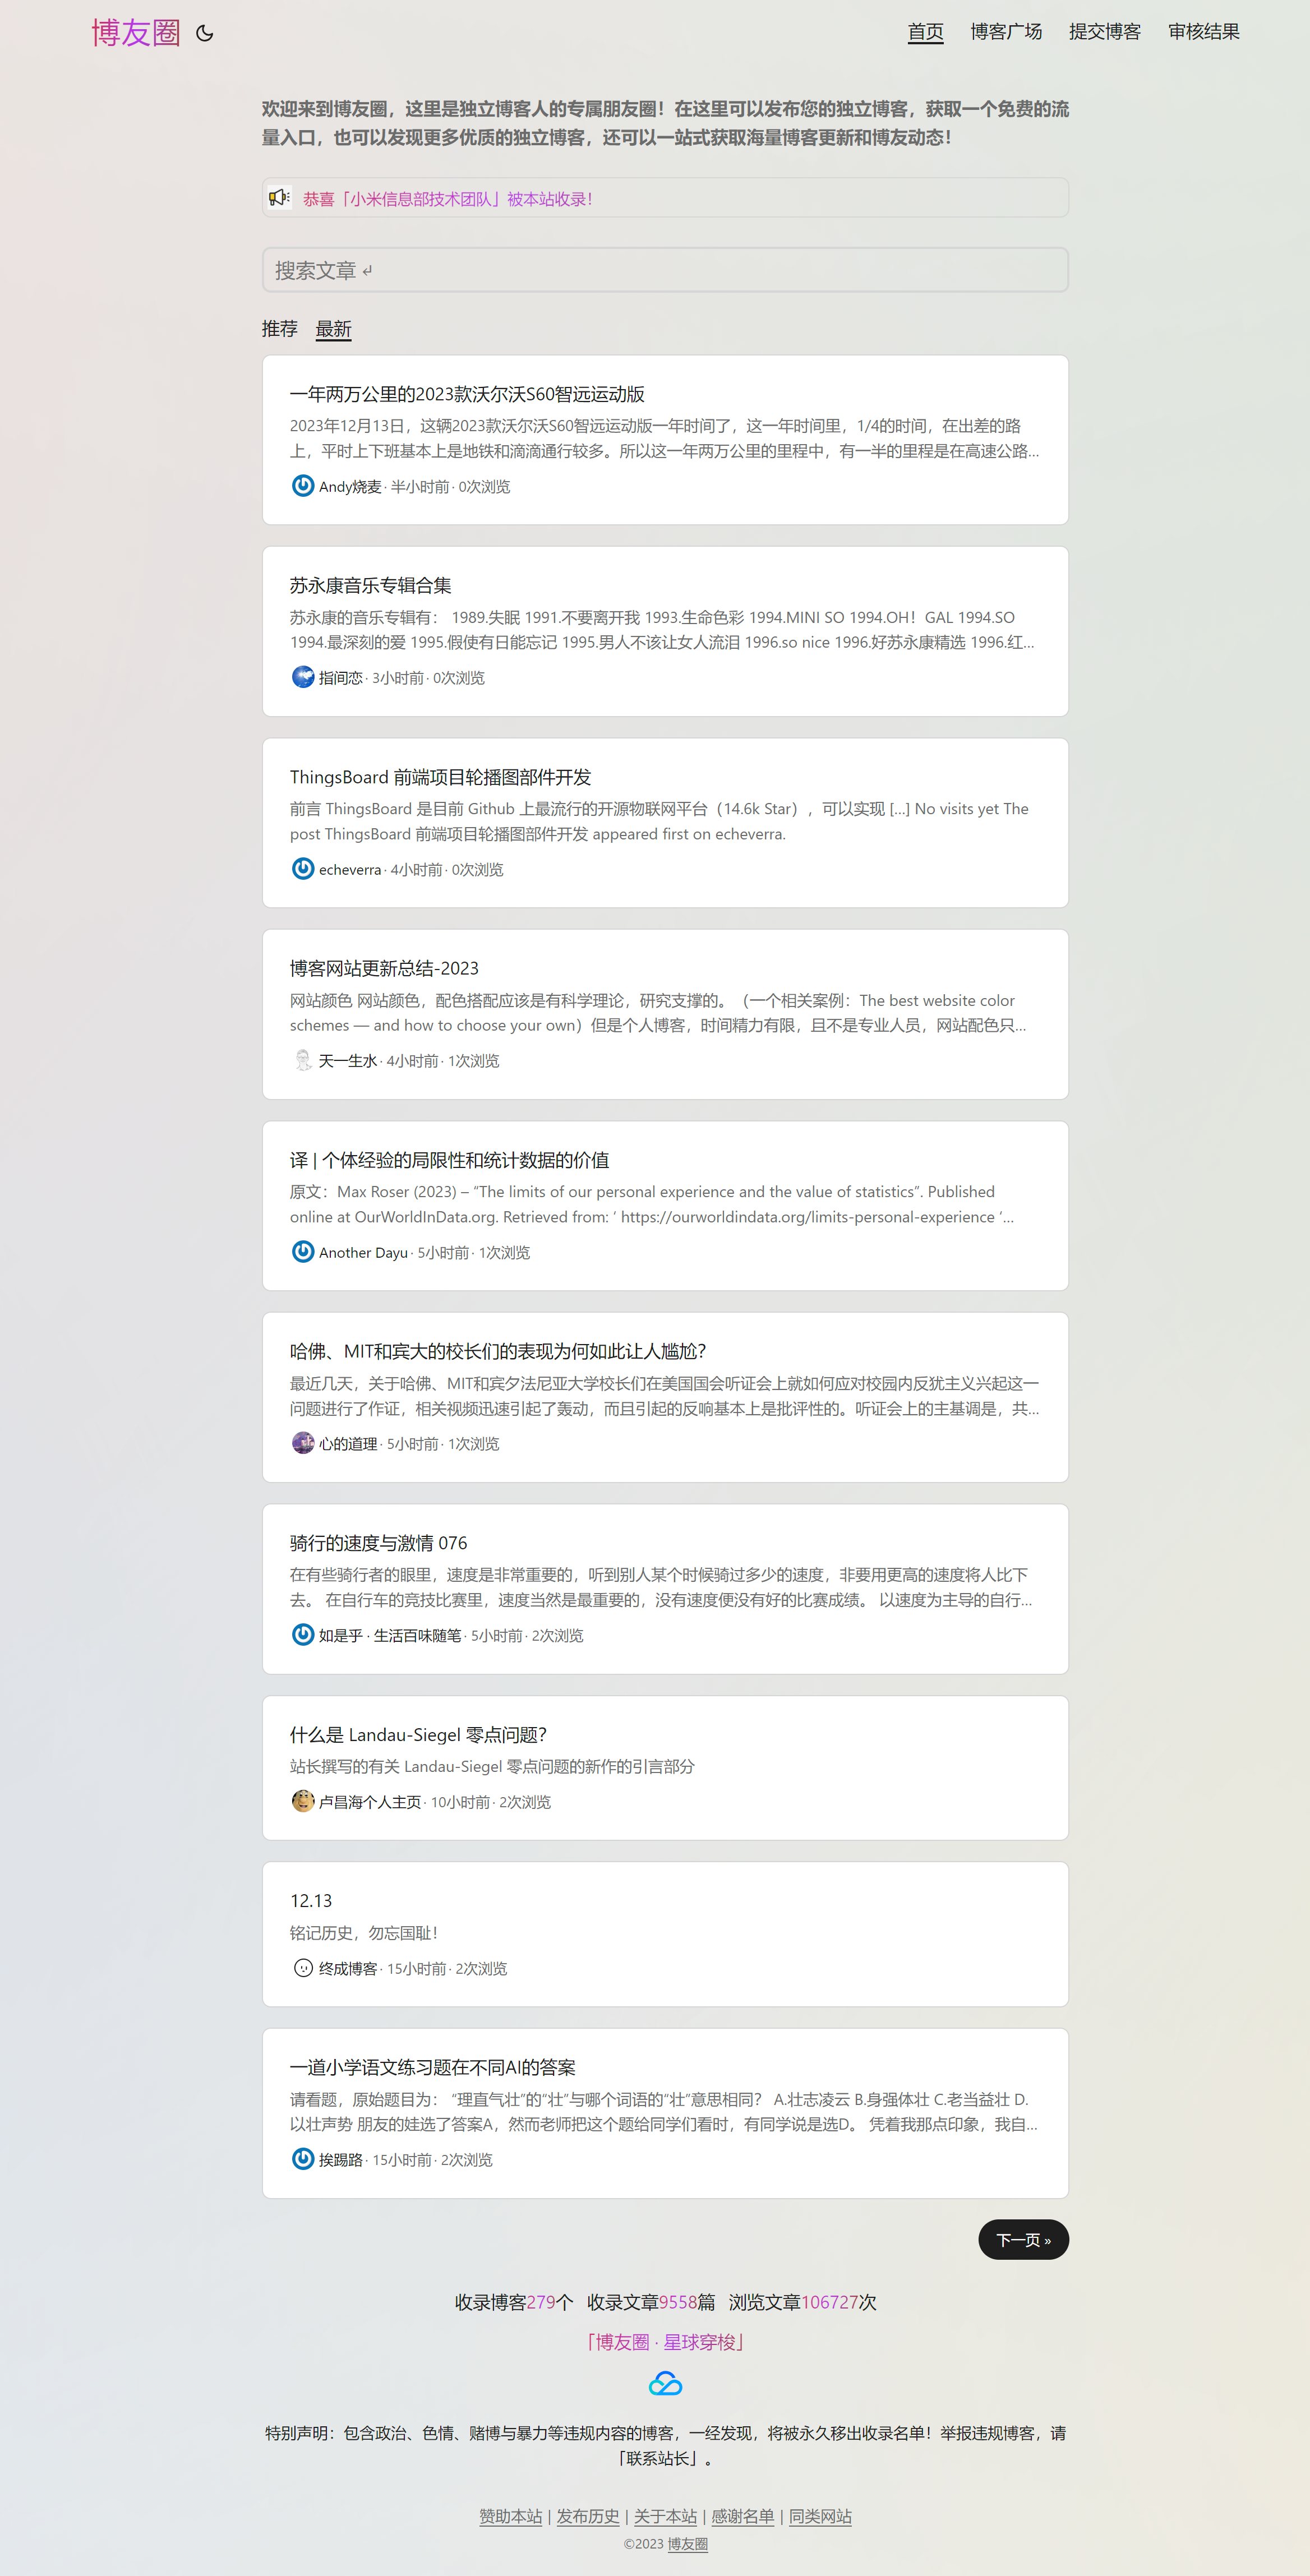 博友圈
首页 博客广场 提交博客 审核结果
欢迎来到博友圈，这里是独立博客人的专属朋友圈！在这里可以发布您的独立博客，获取一个免费的流
量入口，也可以发现更多优质的独立博客，还可以一站式获取海量博客更新和博友动态！
恭喜「小米信息部技术团队」被本站收录！
搜索文章 ↵
推荐 最新
一年两万公里的2023款沃尔沃S60智远运动版
2023年12月13日，这辆2023款沃尔沃S60智远运动版一年时间了，这一年时间里，1/4的时间，在出差的路
上，平时上下班基本上是地铁和滴滴通行较多。所以这一年两万公里的里程中，有一半的里程是在高速公路...
Andy烧麦 · 半小时前 · 0次浏览
苏永康音乐专辑合集
苏永康的音乐专辑有： 1989.失眠 1991.不要离开我 1993.生命色彩 1994.MINI SO 1994.OH！GAL 1994.SO
1994.最深刻的爱 1995.假使有日能忘记 1995.男人不该让女人流泪 1996.so nice 1996.好苏永康精选 1996.红...
指间恋 · 3小时前 · 0次浏览
ThingsBoard 前端项目轮播图部件开发
前言 ThingsBoard 是目前 Github 上最流行的开源物联网平台（14.6k Star），可以实现 [...] No visits yet The
post ThingsBoard 前端项目轮播图部件开发 appeared first on echeverra.
echeverra · 4小时前 · 0次浏览
博客网站更新总结-2023
网站颜色 网站颜色，配色搭配应该是有科学理论，研究支撑的。（一个相关案例：The best website color
schemes — and how to choose your own）但是个人博客，时间精力有限，且不是专业人员，网站配色只...
天一生水 · 4小时前 · 1次浏览
译 | 个体经验的局限性和统计数据的价值
原文：Max Roser (2023) – “The limits of our personal experience and the value of statistics”. Published
online at OurWorldInData.org. Retrieved from: ‘ https://ourworldindata.org/limits-personal-experience ‘...
Another Dayu · 5小时前 · 1次浏览
哈佛、MIT和宾大的校长们的表现为何如此让人尴尬？
最近几天，关于哈佛、MIT和宾夕法尼亚大学校长们在美国国会听证会上就如何应对校园内反犹主义兴起这一
问题进行了作证，相关视频迅速引起了轰动，而且引起的反响基本上是批评性的。听证会上的主基调是，共...
心的道理 · 5小时前 · 1次浏览
骑行的速度与激情 076
在有些骑行者的眼里，速度是非常重要的，听到别人某个时候骑过多少的速度，非要用更高的速度将人比下
去。 在自行车的竞技比赛里，速度当然是最重要的，没有速度便没有好的比赛成绩。 以速度为主导的自行...
如是乎 · 生活百味随笔 · 5小时前 · 2次浏览
什么是 Landau-Siegel 零点问题？
站长撰写的有关 Landau-Siegel 零点问题的新作的引言部分
卢昌海个人主页 · 10小时前 · 2次浏览
12.13
铭记历史，勿忘国耻！
终成博客 · 15小时前 · 2次浏览
一道小学语文练习题在不同AI的答案
请看题，原始题目为： “理直气壮”的“壮”与哪个词语的“壮”意思相同？ A.壮志凌云 B.身强体壮 C.老当益壮 D.
以壮声势 朋友的娃选了答案A，然而老师把这个题给同学们看时，有同学说是选D。 凭着我那点印象，我自...
挨踢路 · 15小时前 · 2次浏览
下一页 »
收录博客279个 收录文章9558篇 浏览文章106727次
「博友圈 · 星球穿梭」
特别声明：包含政治、色情、赌博与暴力等违规内容的博客，一经发现，将被永久移出收录名单！举报违规博客，请
「联系站长」。
赞助本站 | 发布历史 | 关于本站 | 感谢名单 | 同类网站
©2023 博友圈